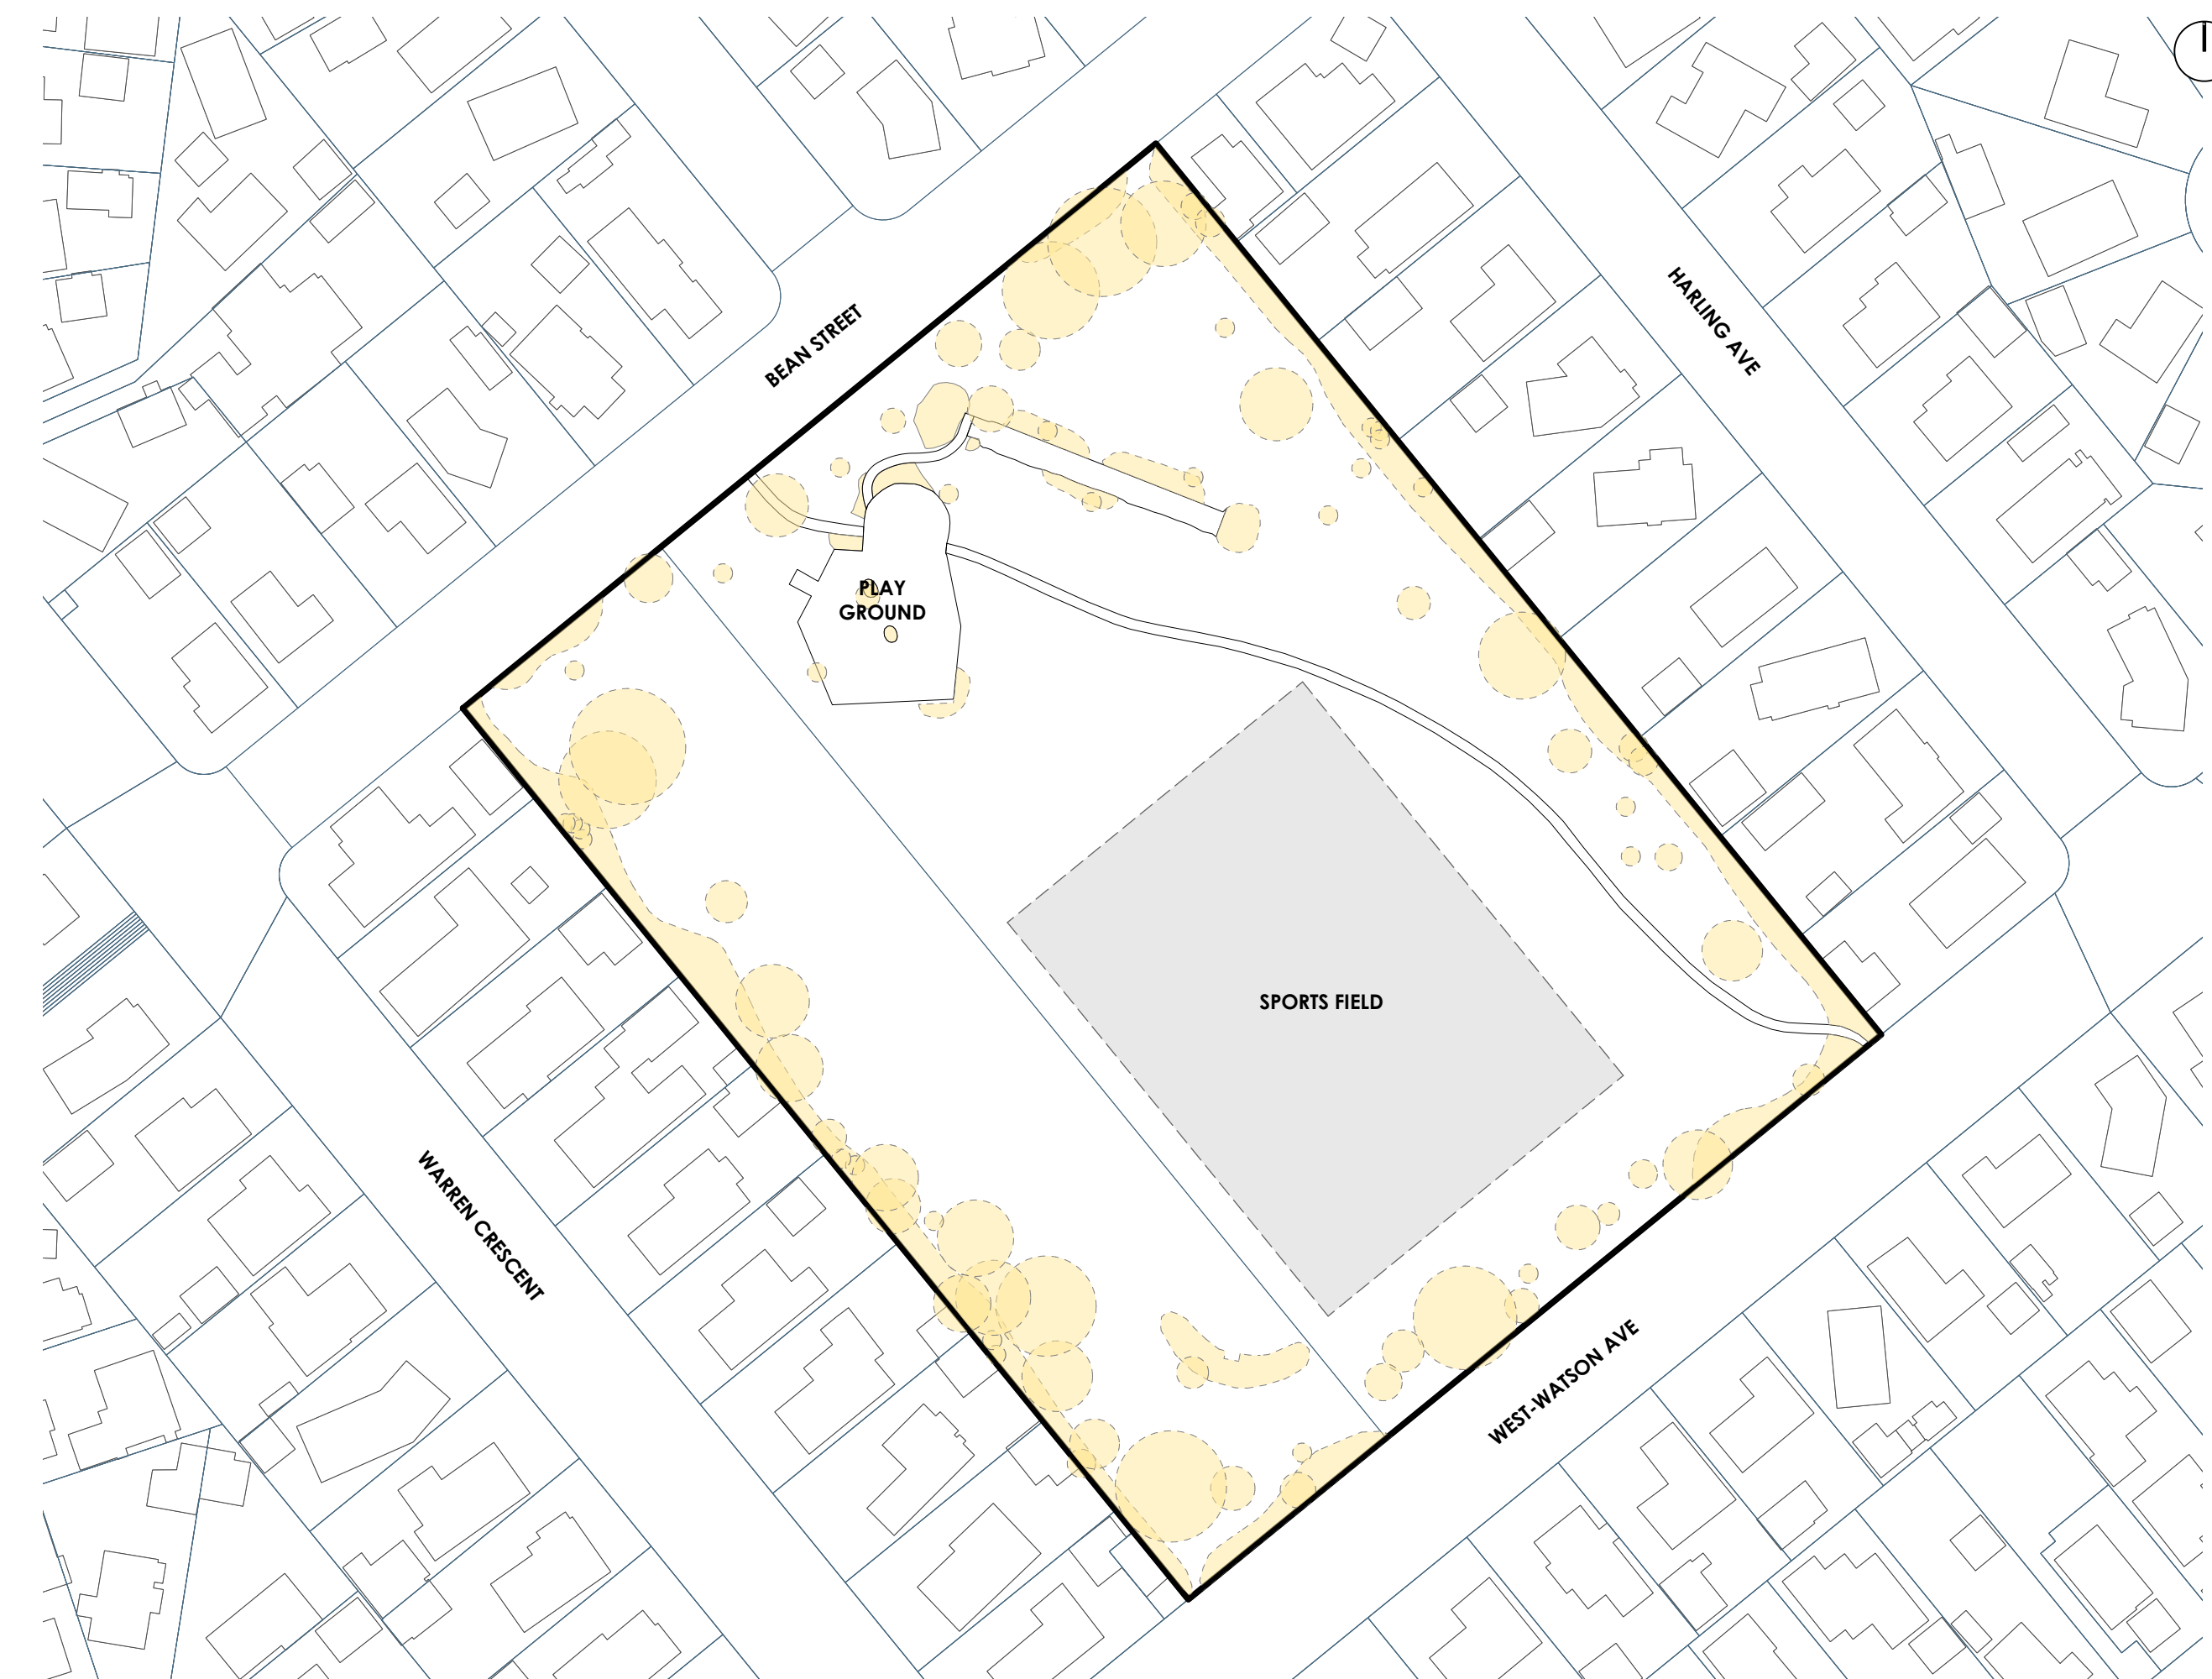 HARLING AVE
BEAN STREET
PLAY
GROUND
SPORTS FIELD
WARREN CRESCENT
WEST-WATSON AVE